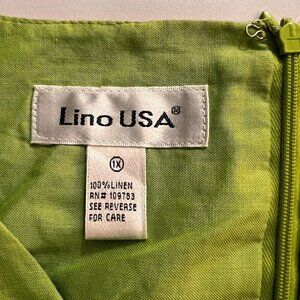 Lino USA®
1X
100% LINEN
RN# 109783
SEE REVERSE
FOR CARE